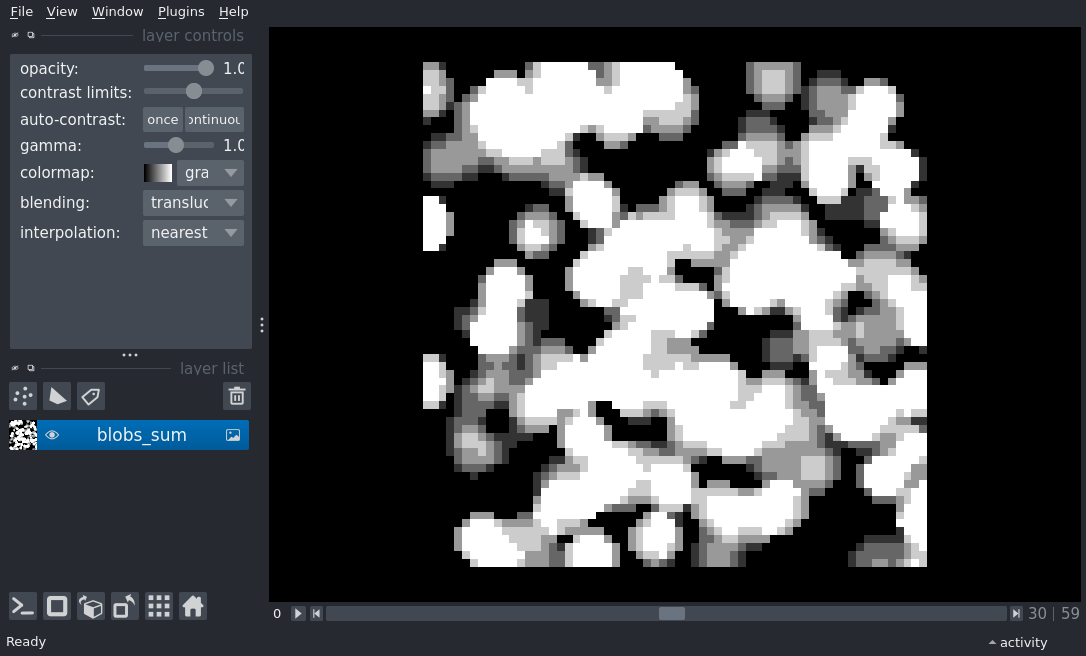 File View Window Plugins Help
layer controls
opacity: 1.0
contrast limits:
auto-contrast: once ontinuou
gamma: 1.0
colormap: gra
blending: transluc
interpolation: nearest
layer list
blobs_sum
0 30 | 59
Ready activity